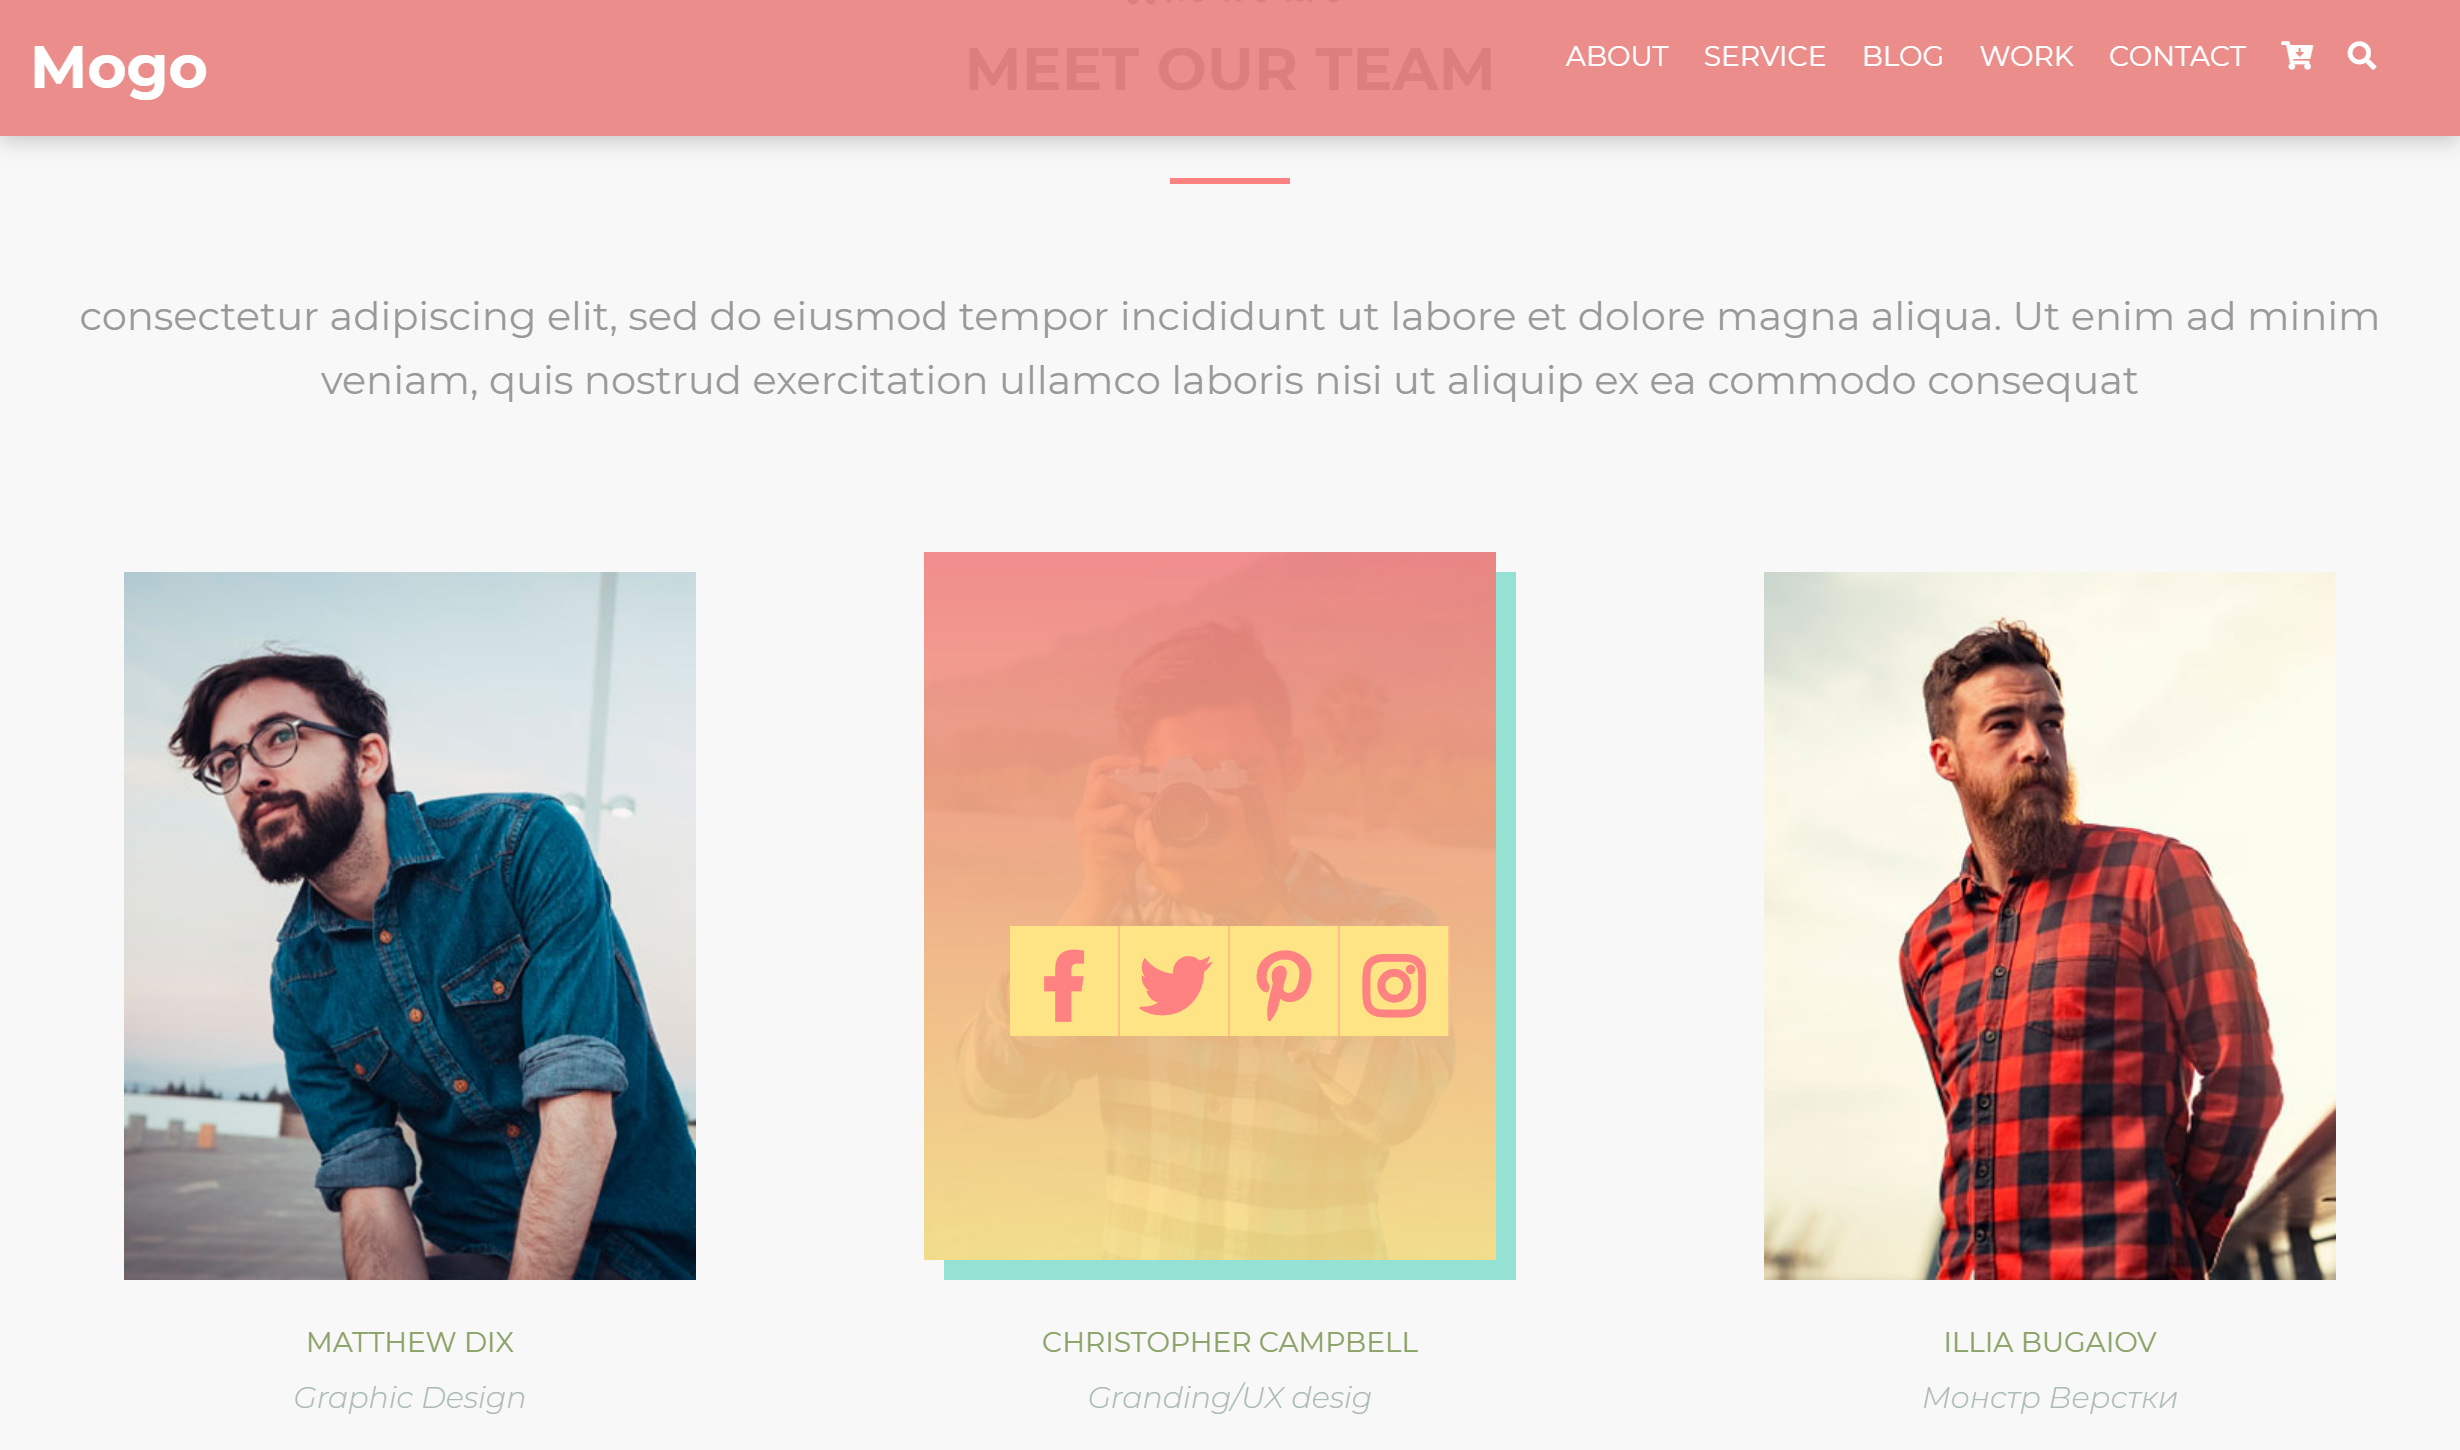 Mogo
MEET OUR TEAM
ABOUT SERVICE BLOG WORK CONTACT
consectetur adipiscing elit, sed do eiusmod tempor incididunt ut labore et dolore magna aliqua. Ut enim ad minim
veniam, quis nostrud exercitation ullamco laboris nisi ut aliquip ex ea commodo consequat
MATTHEW DIX
Graphic Design
CHRISTOPHER CAMPBELL
Granding/UX desig
ILLIA BUGAIOV
Монстр Верстки